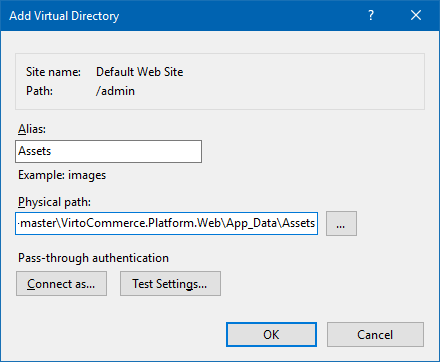 Add Virtual Directory
Site name: Default Web Site
Path: /admin
Alias:
Assets
Example: images
Physical path:
-master\VirtoCommerce.Platform.Web\App_Data\Assets
...
Pass-through authentication
Connect as... Test Settings...
OK Cancel